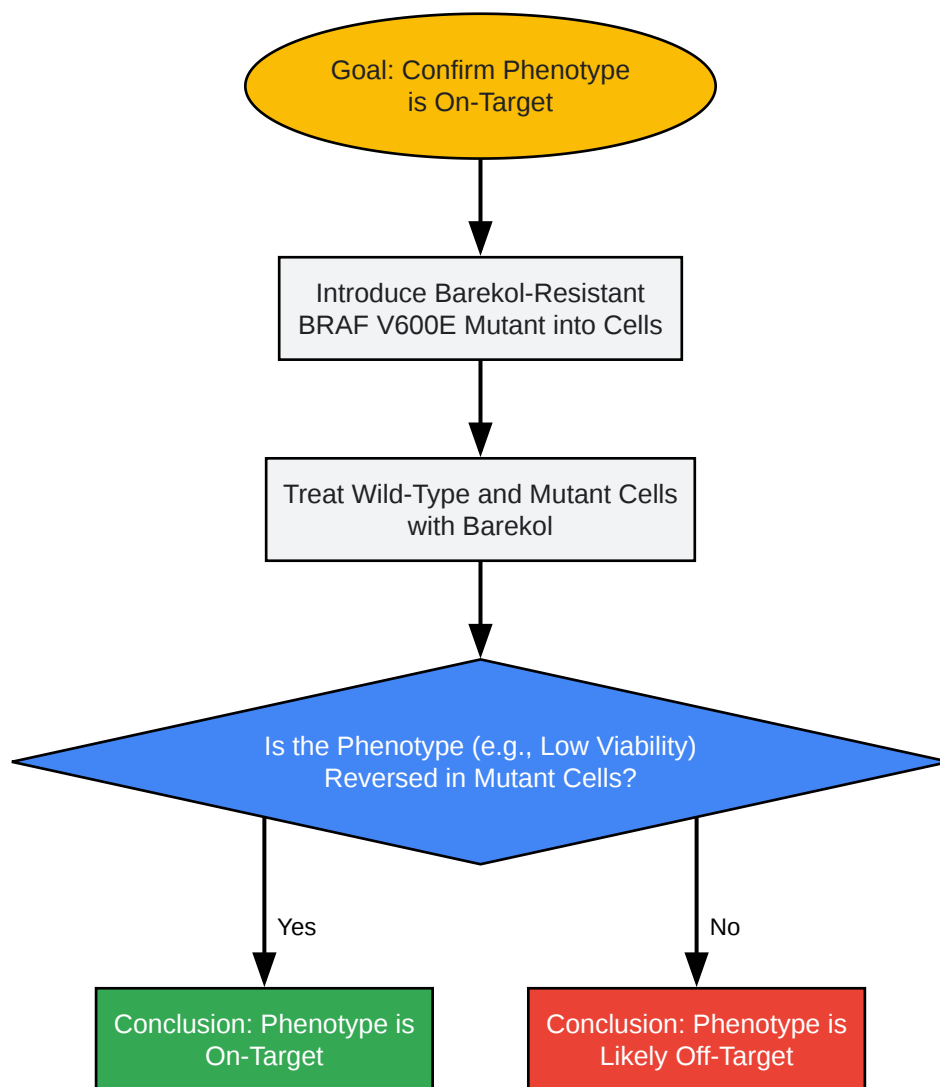 Goal: Confirm Phenotype
is On-Target
Introduce Barekol-Resistant
BRAF V600E Mutant into Cells
Treat Wild-Type and Mutant Cells
with Barekol
Is the Phenotype (e.g., Low Viability)
Reversed in Mutant Cells?
Yes
No
Conclusion: Phenotype is
On-Target
Conclusion: Phenotype is
Likely Off-Target